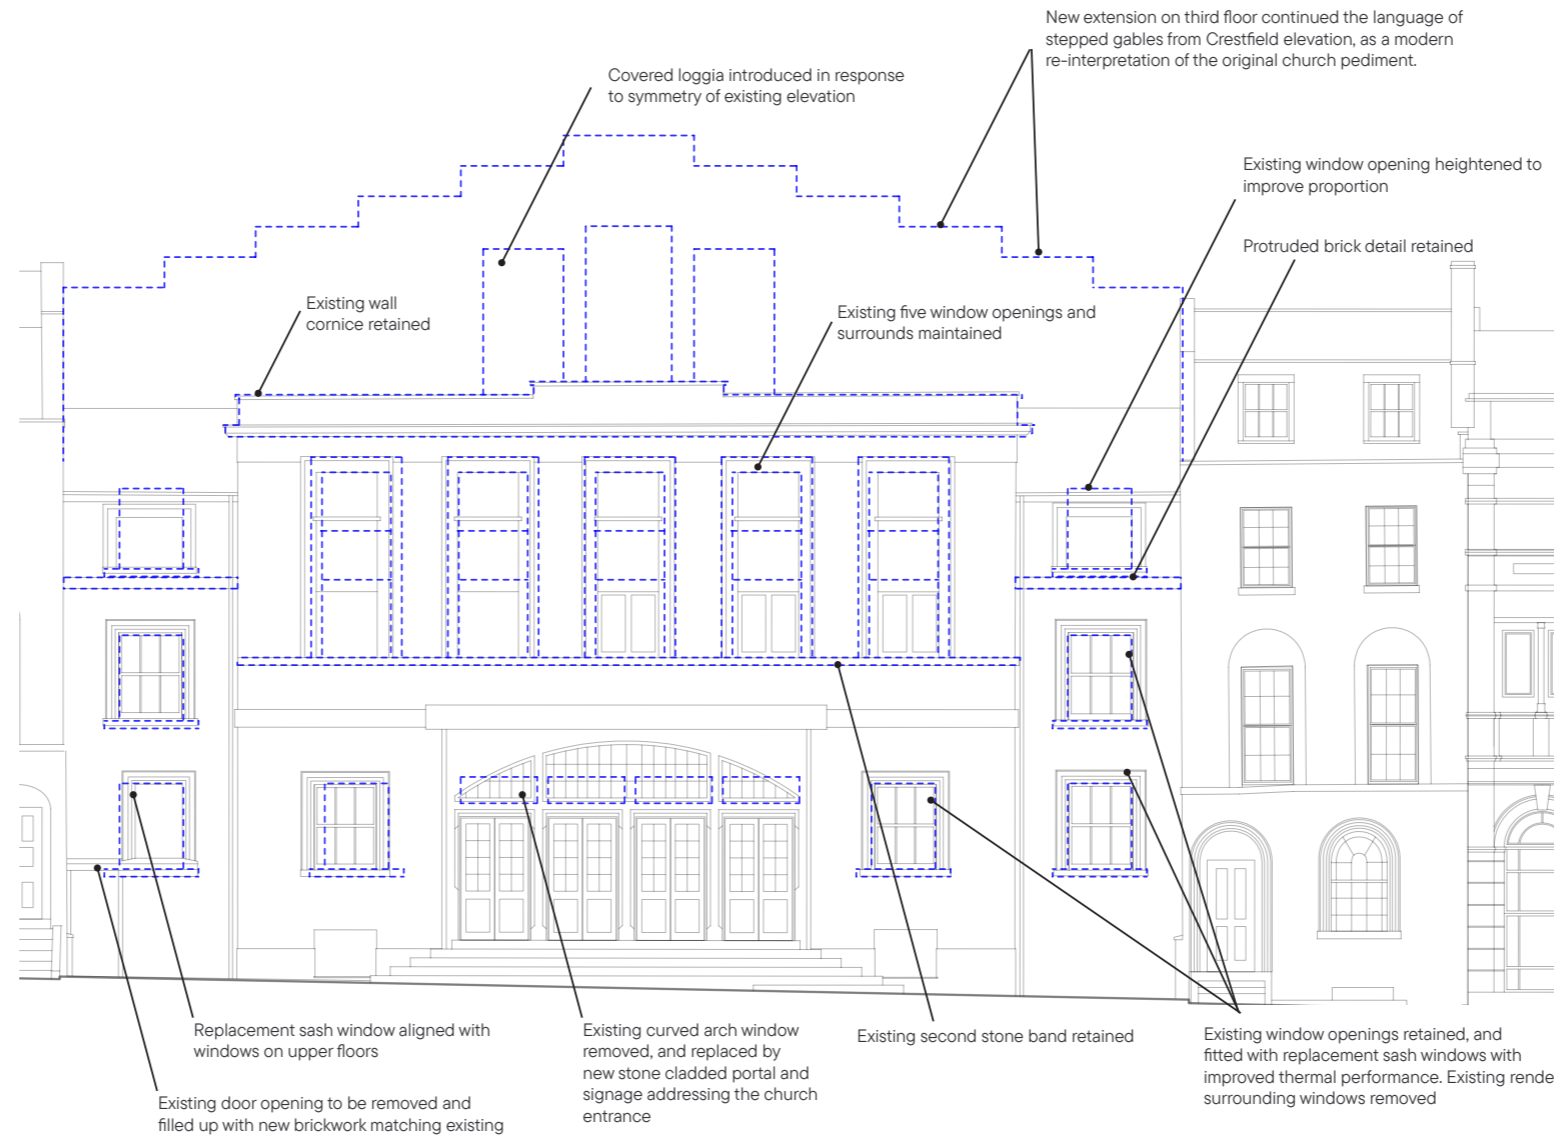 New extension on third floor continued the language of
stepped gables from Crestfield elevation, as a modern
re-interpretation of the original church pediment.
Covered loggia introduced in response
to symmetry of existing elevation
Existing window opening heightened to
improve proportion
Protruded brick detail retained
Existing wall
cornice retained
Existing five window openings and
surrounds maintained
Replacement sash window aligned with
windows on upper floors
Existing curved arch window
removed, and replaced by
new stone cladded portal and
signage addressing the church
entrance
Existing second stone band retained
Existing window openings retained, and
fitted with replacement sash windows with
improved thermal performance. Existing rende
surrounding windows removed
Existing door opening to be removed and
filled up with new brickwork matching existing